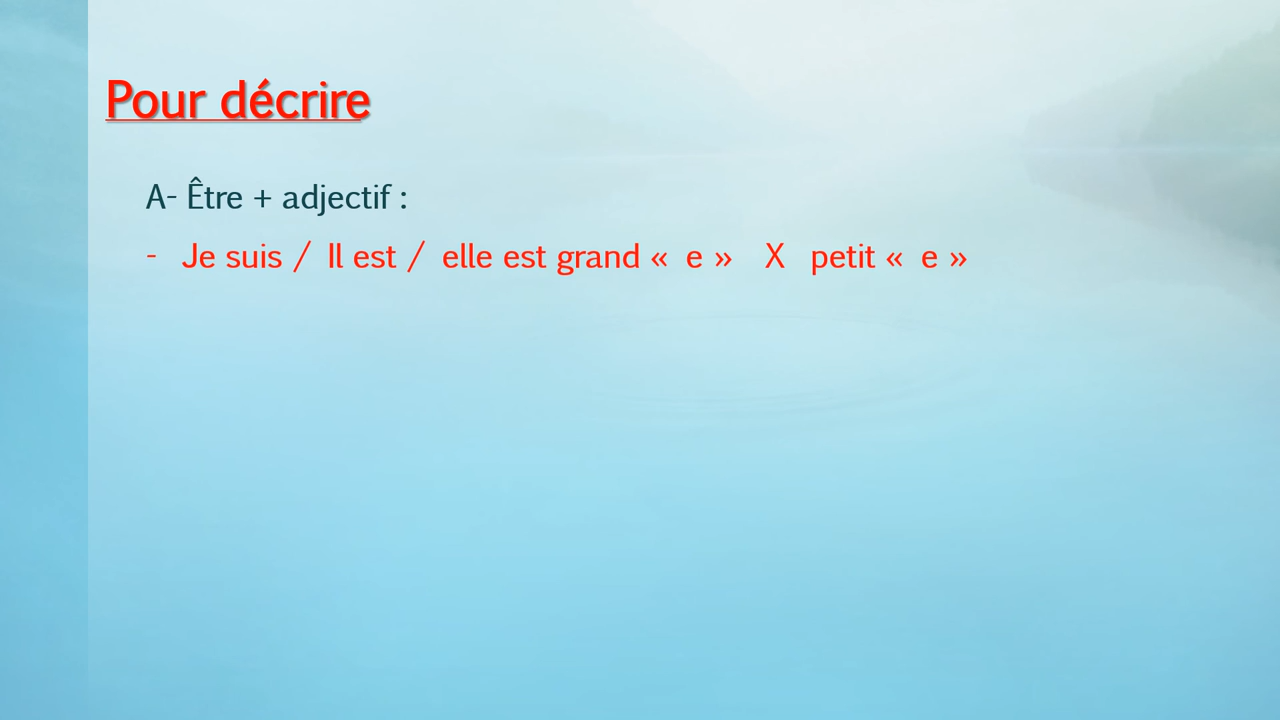 Pour décrire
A- Être + adjectif :
- Je suis / Il est / elle est grand « e » X petit « e »